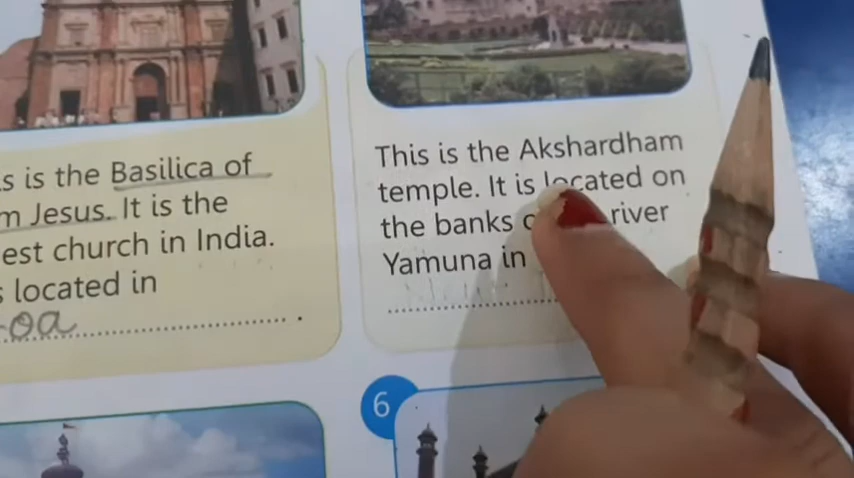 s is the Basilica of
m Jesus. It is the
est church in India.
s located in
oa .
This is the Akshardham
temple. It is located on
the banks river
Yamuna in
6